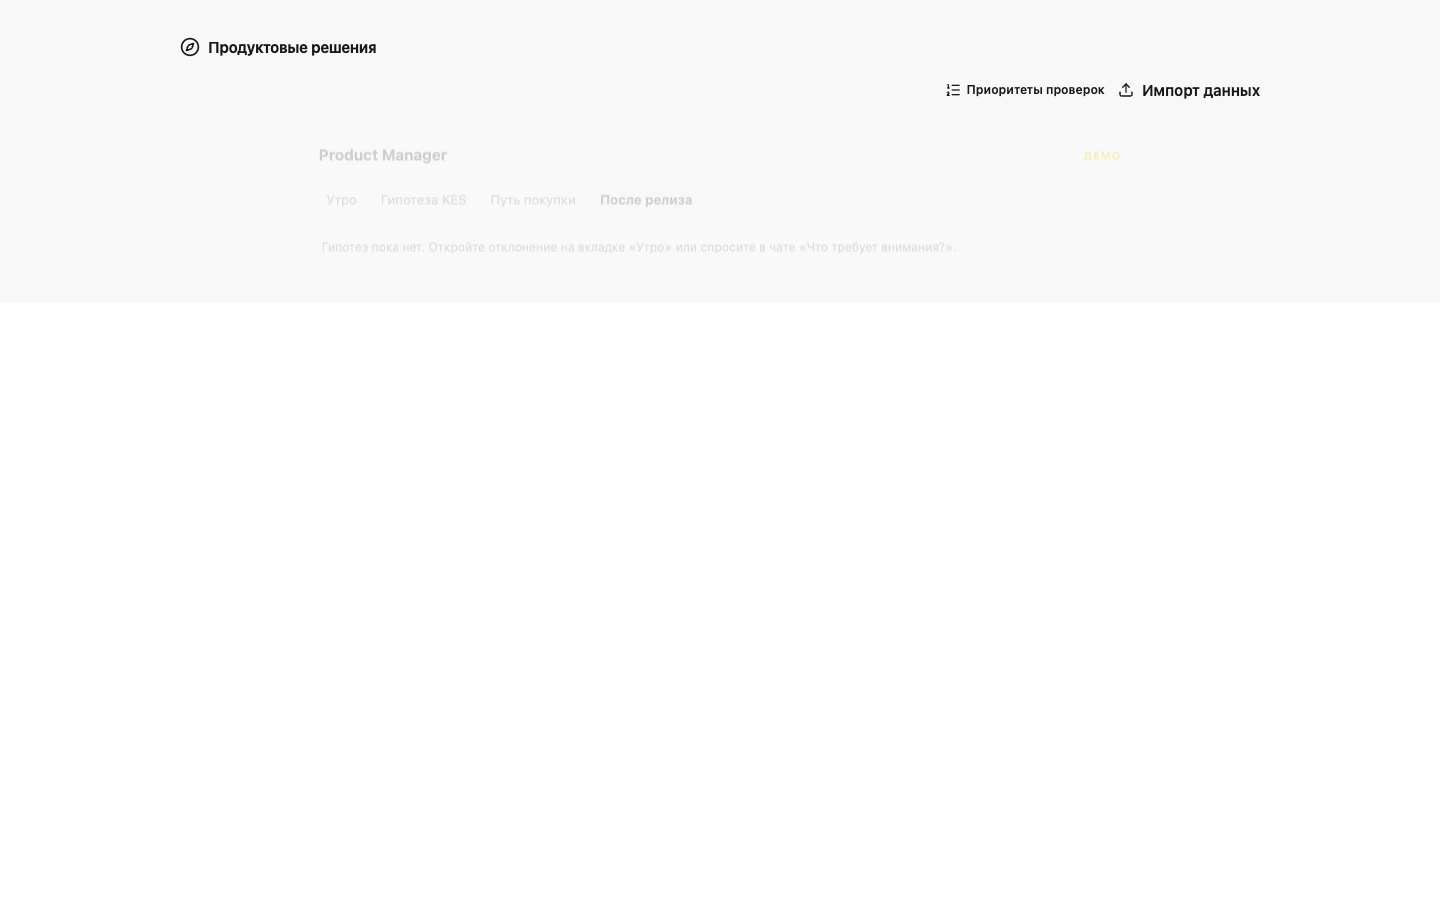 Продуктовые решения
Приоритеты проверок Импорт данных
Product Manager ДЕМО
Утро Гипотеза KES Путь покупки После релиза
Гипотез пока нет. Откройте отклонение на вкладке «Утро» или спросите в чате «Что требует внимания?».